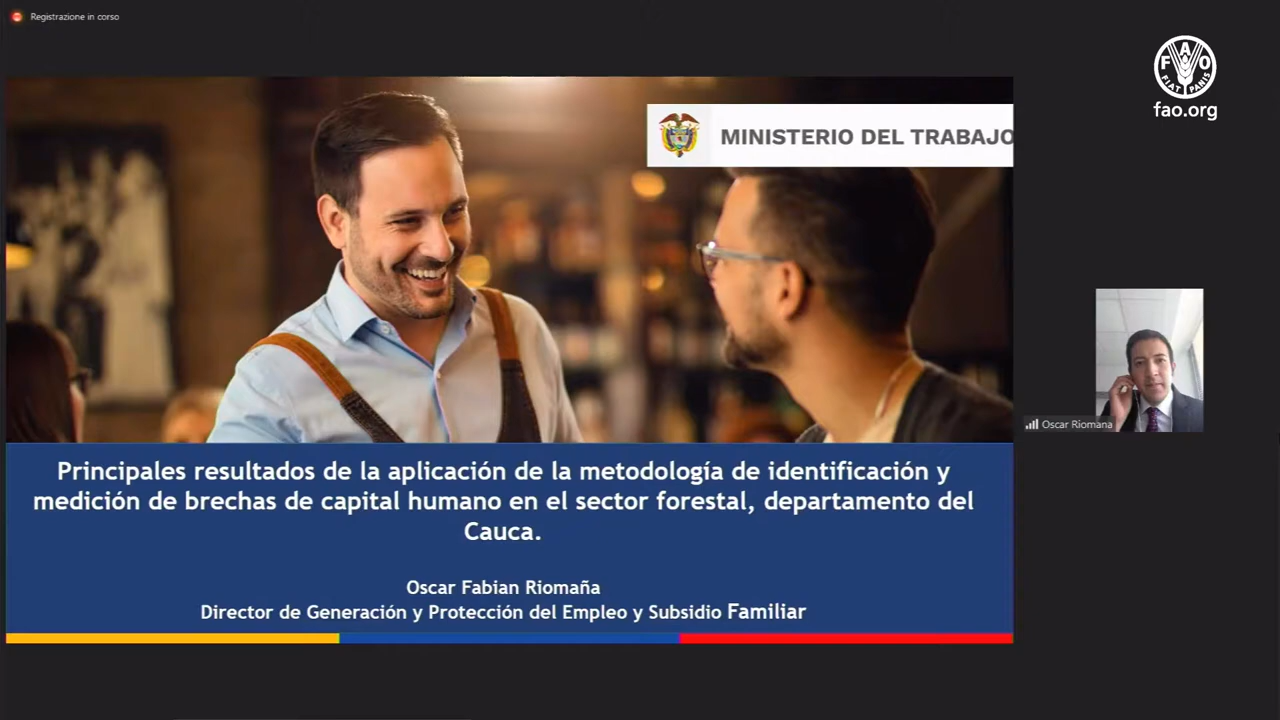 Registrazione in corso
F A O
FIAT PANIS
fao.org
MINISTERIO DEL TRABAJO
Oscar Riomana
Principales resultados de la aplicación de la metodología de identificación y
medición de brechas de capital humano en el sector forestal, departamento del
Cauca.
Oscar Fabian Riomaña
Director de Generación y Protección del Empleo y Subsidio Familiar